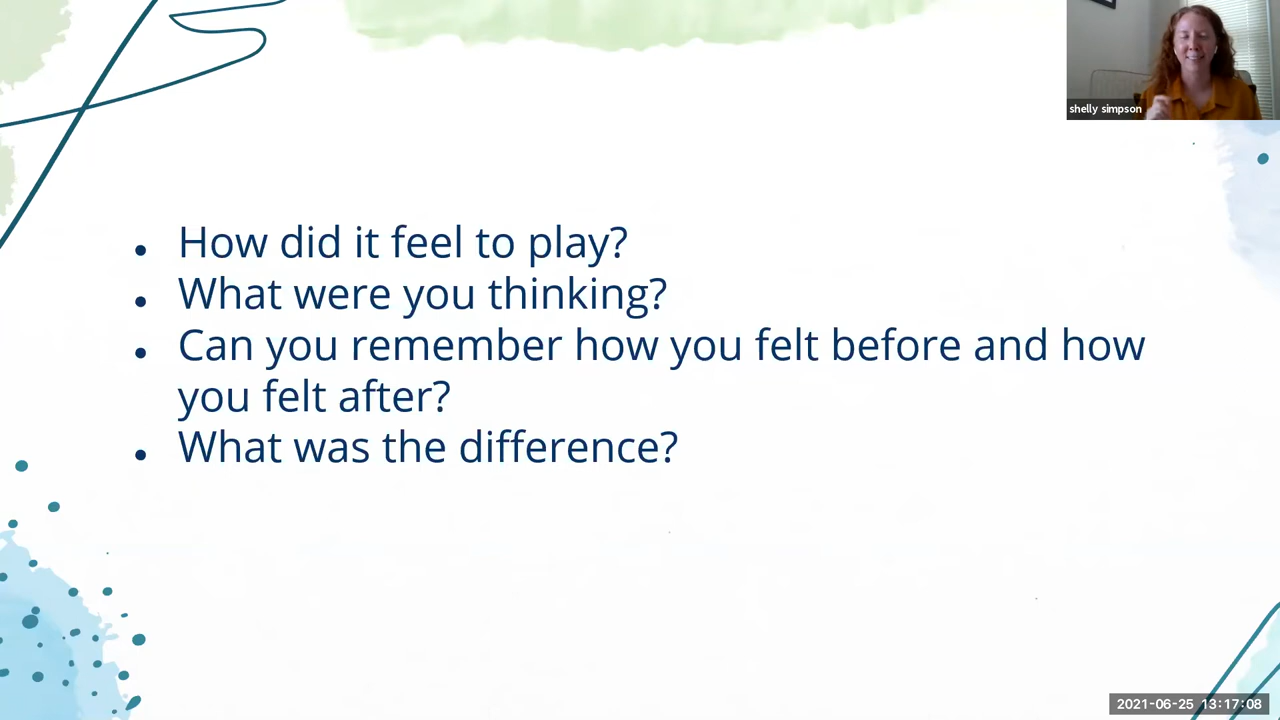 shelly simpson
• How did it feel to play?
• What were you thinking?
• Can you remember how you felt before and how
you felt after?
• What was the difference?
2021-06-25 13:17:08